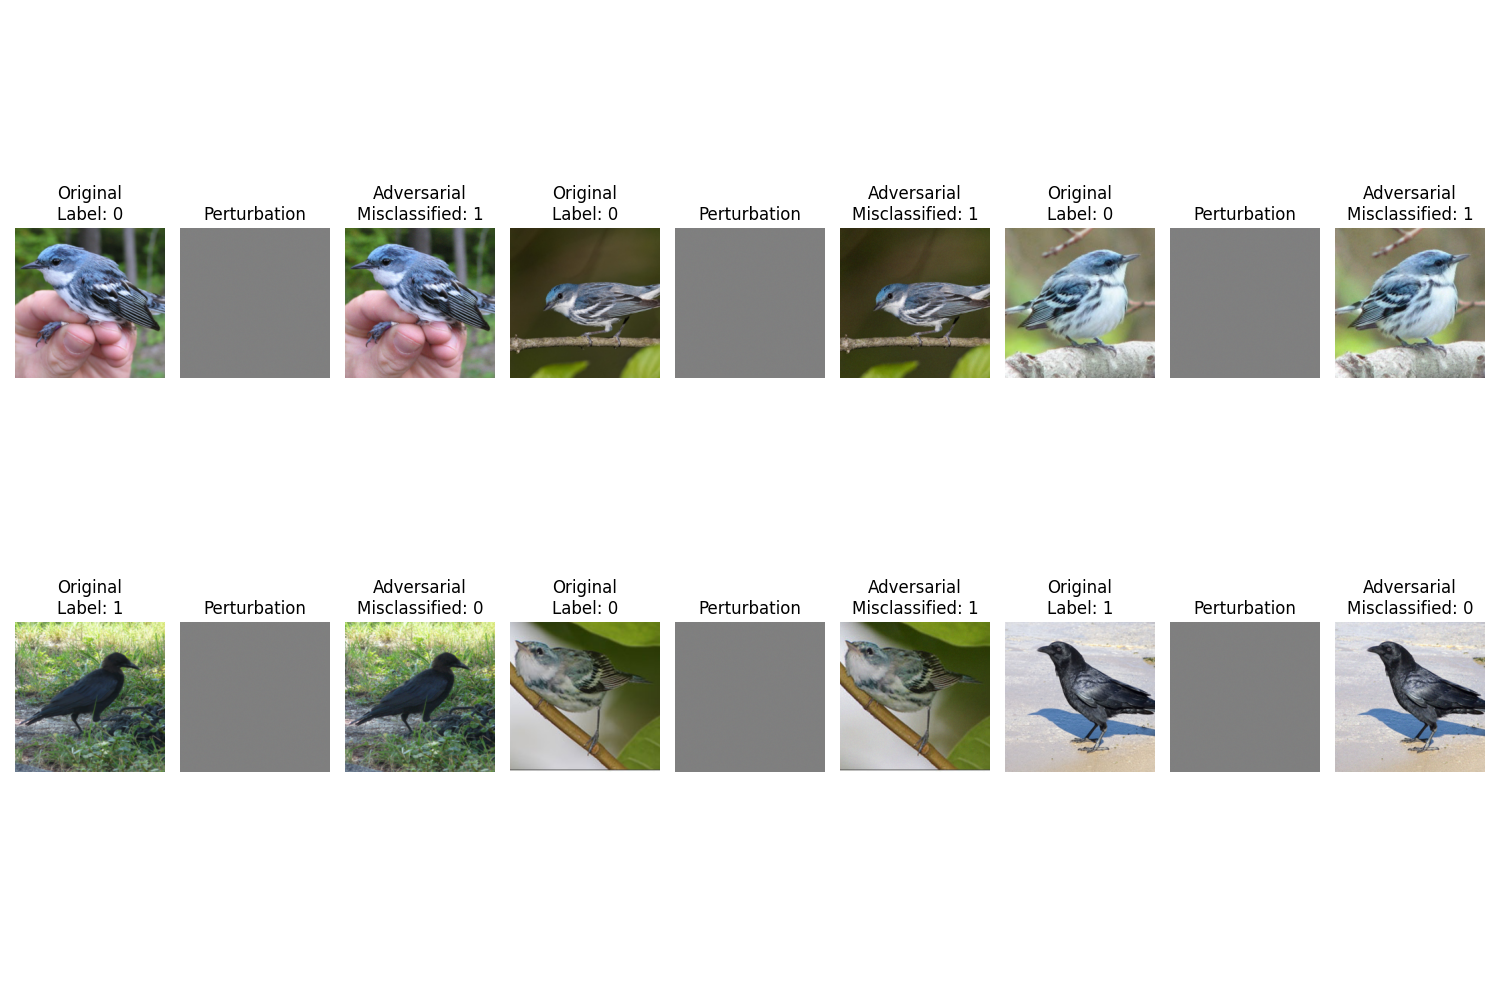 Original
Label: 0
Perturbation
Adversarial
Misclassified: 1
Original
Label: 0
Perturbation
Adversarial
Misclassified: 1
Original
Label: 0
Perturbation
Adversarial
Misclassified: 1
Original
Label: 1
Perturbation
Adversarial
Misclassified: 0
Original
Label: 0
Perturbation
Adversarial
Misclassified: 1
Original
Label: 1
Perturbation
Adversarial
Misclassified: 0